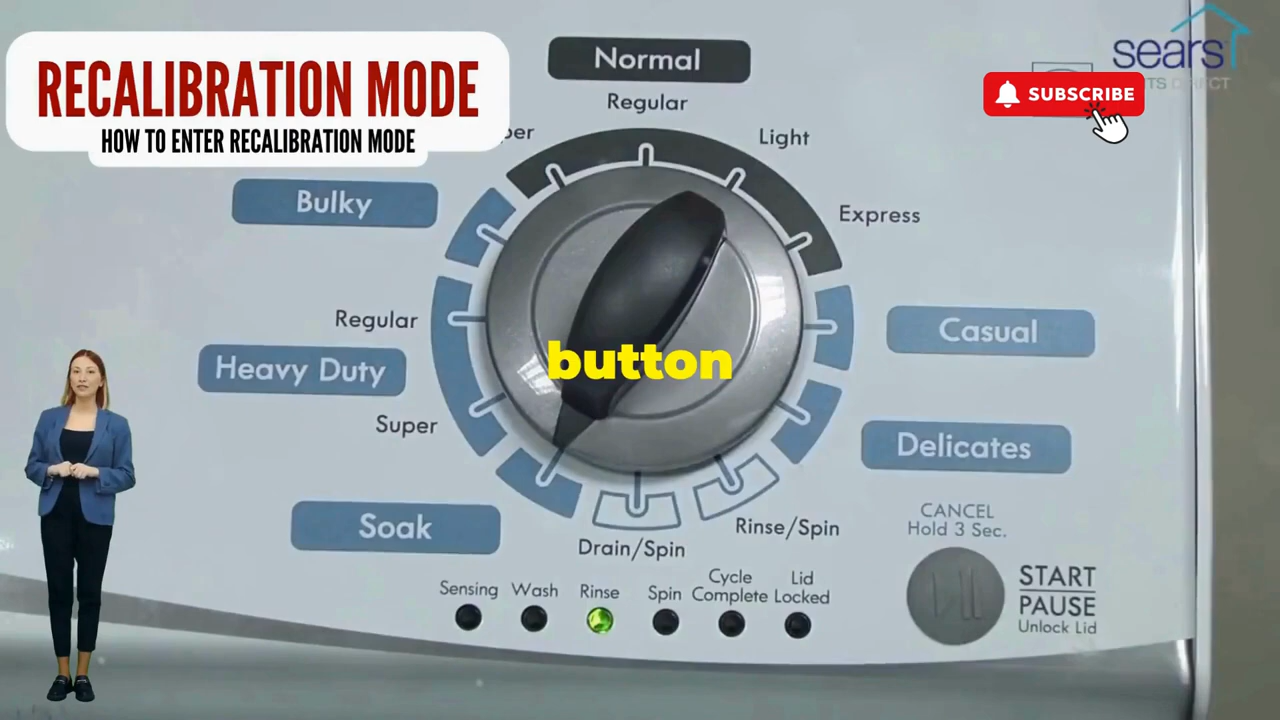 sears
RECALIBRATION MODE
HOW TO ENTER RECALIBRATION MODE
SUBSCRIBE
DIRECT
Normal
Regular
Light
Bulky
Express
Regular
Casual
Heavy Duty
button
Super
Delicates
Soak
Rinse/Spin
Drain/Spin
CANCEL
Hold 3 Sec.
Sensing
Wash
Rinse
Spin
Cycle
Complete
Lid
Locked
START
PAUSE
Unlock Lid